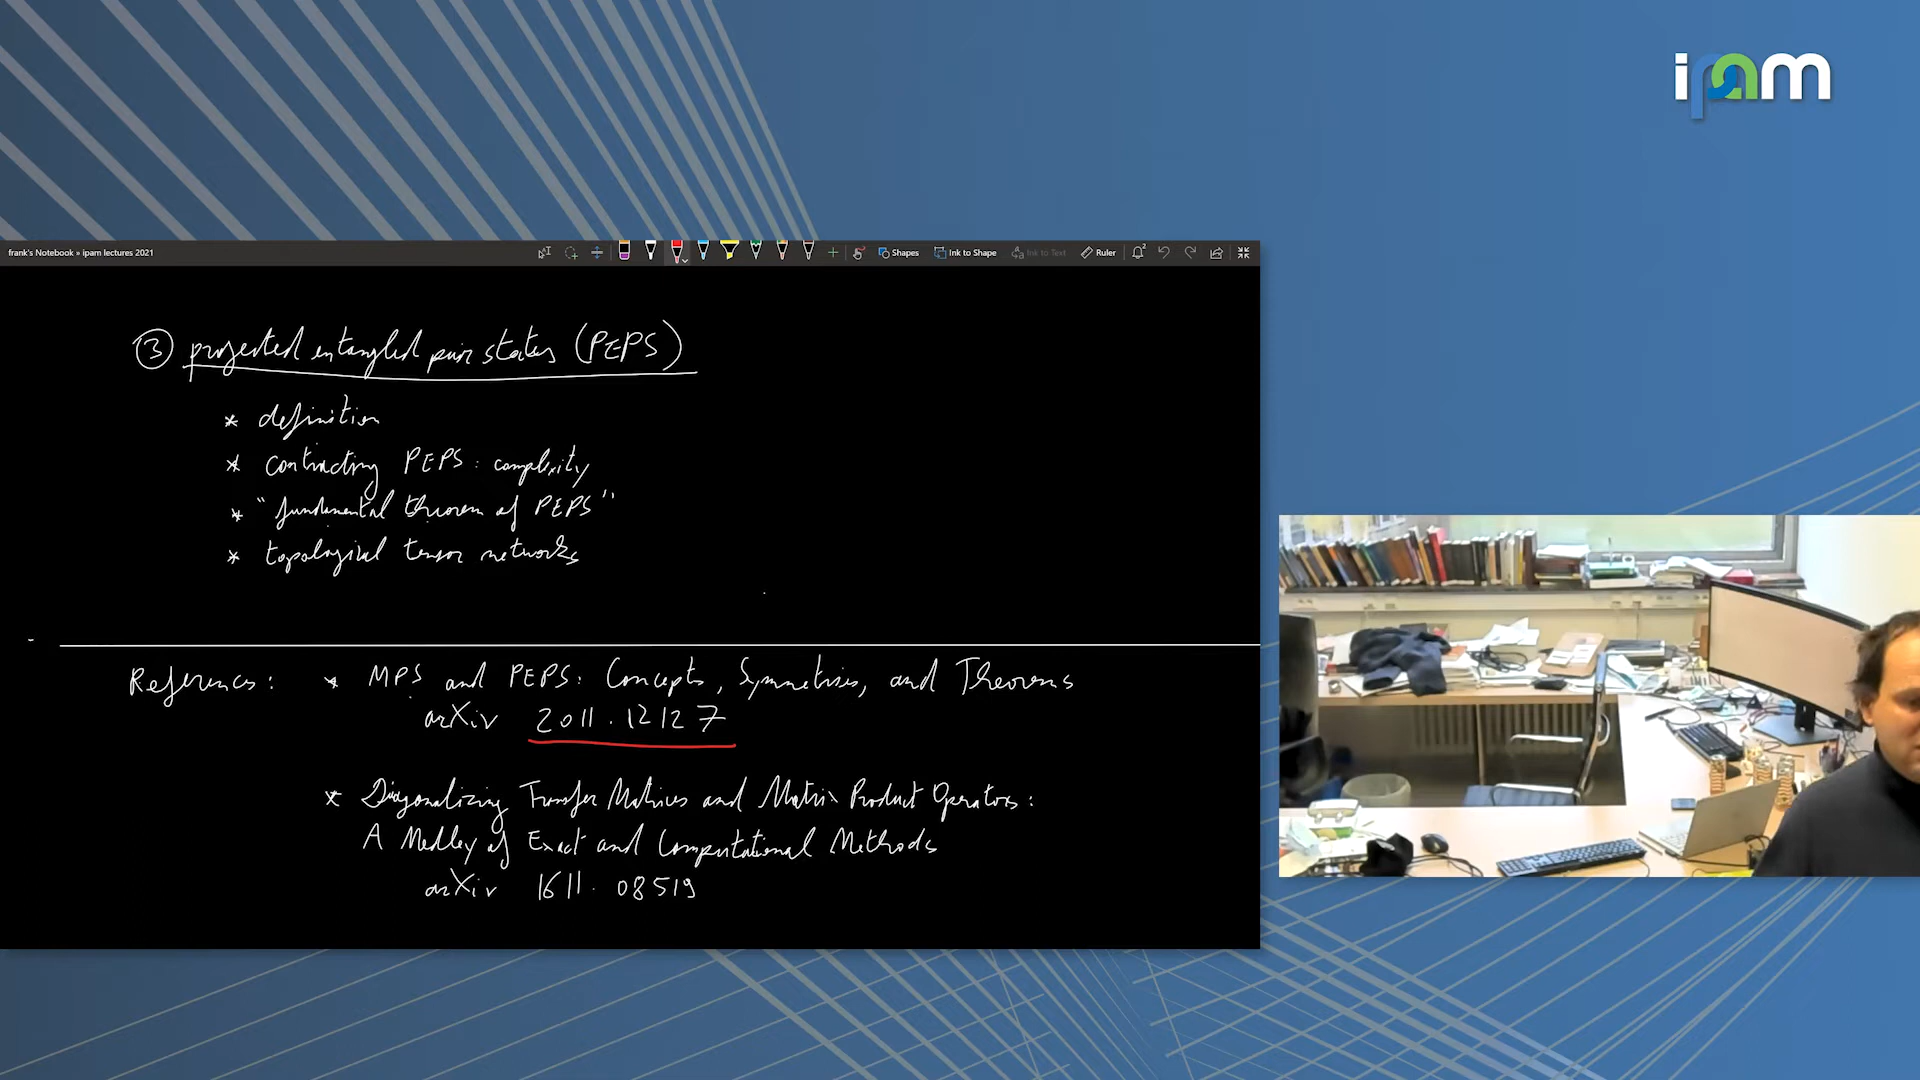 ipam
frank's Notebook » ipam lectures 2021
Shapes
Ink to Shape
Ink to Text
Ruler
③ projected entangled pair states (PEPS)
* definition
* contracting PEPS: complexity
* "fundamental theorem of PEPS"
* topological tensor networks
References: * MPS and PEPS: Concepts, Symmetries, and Theorems
arXiv 2011.12127
* Diagonalizing Transfer Matrices and Matrix Product Operators:
A Medley of Exact and Computational Methods
arXiv 1611.08519